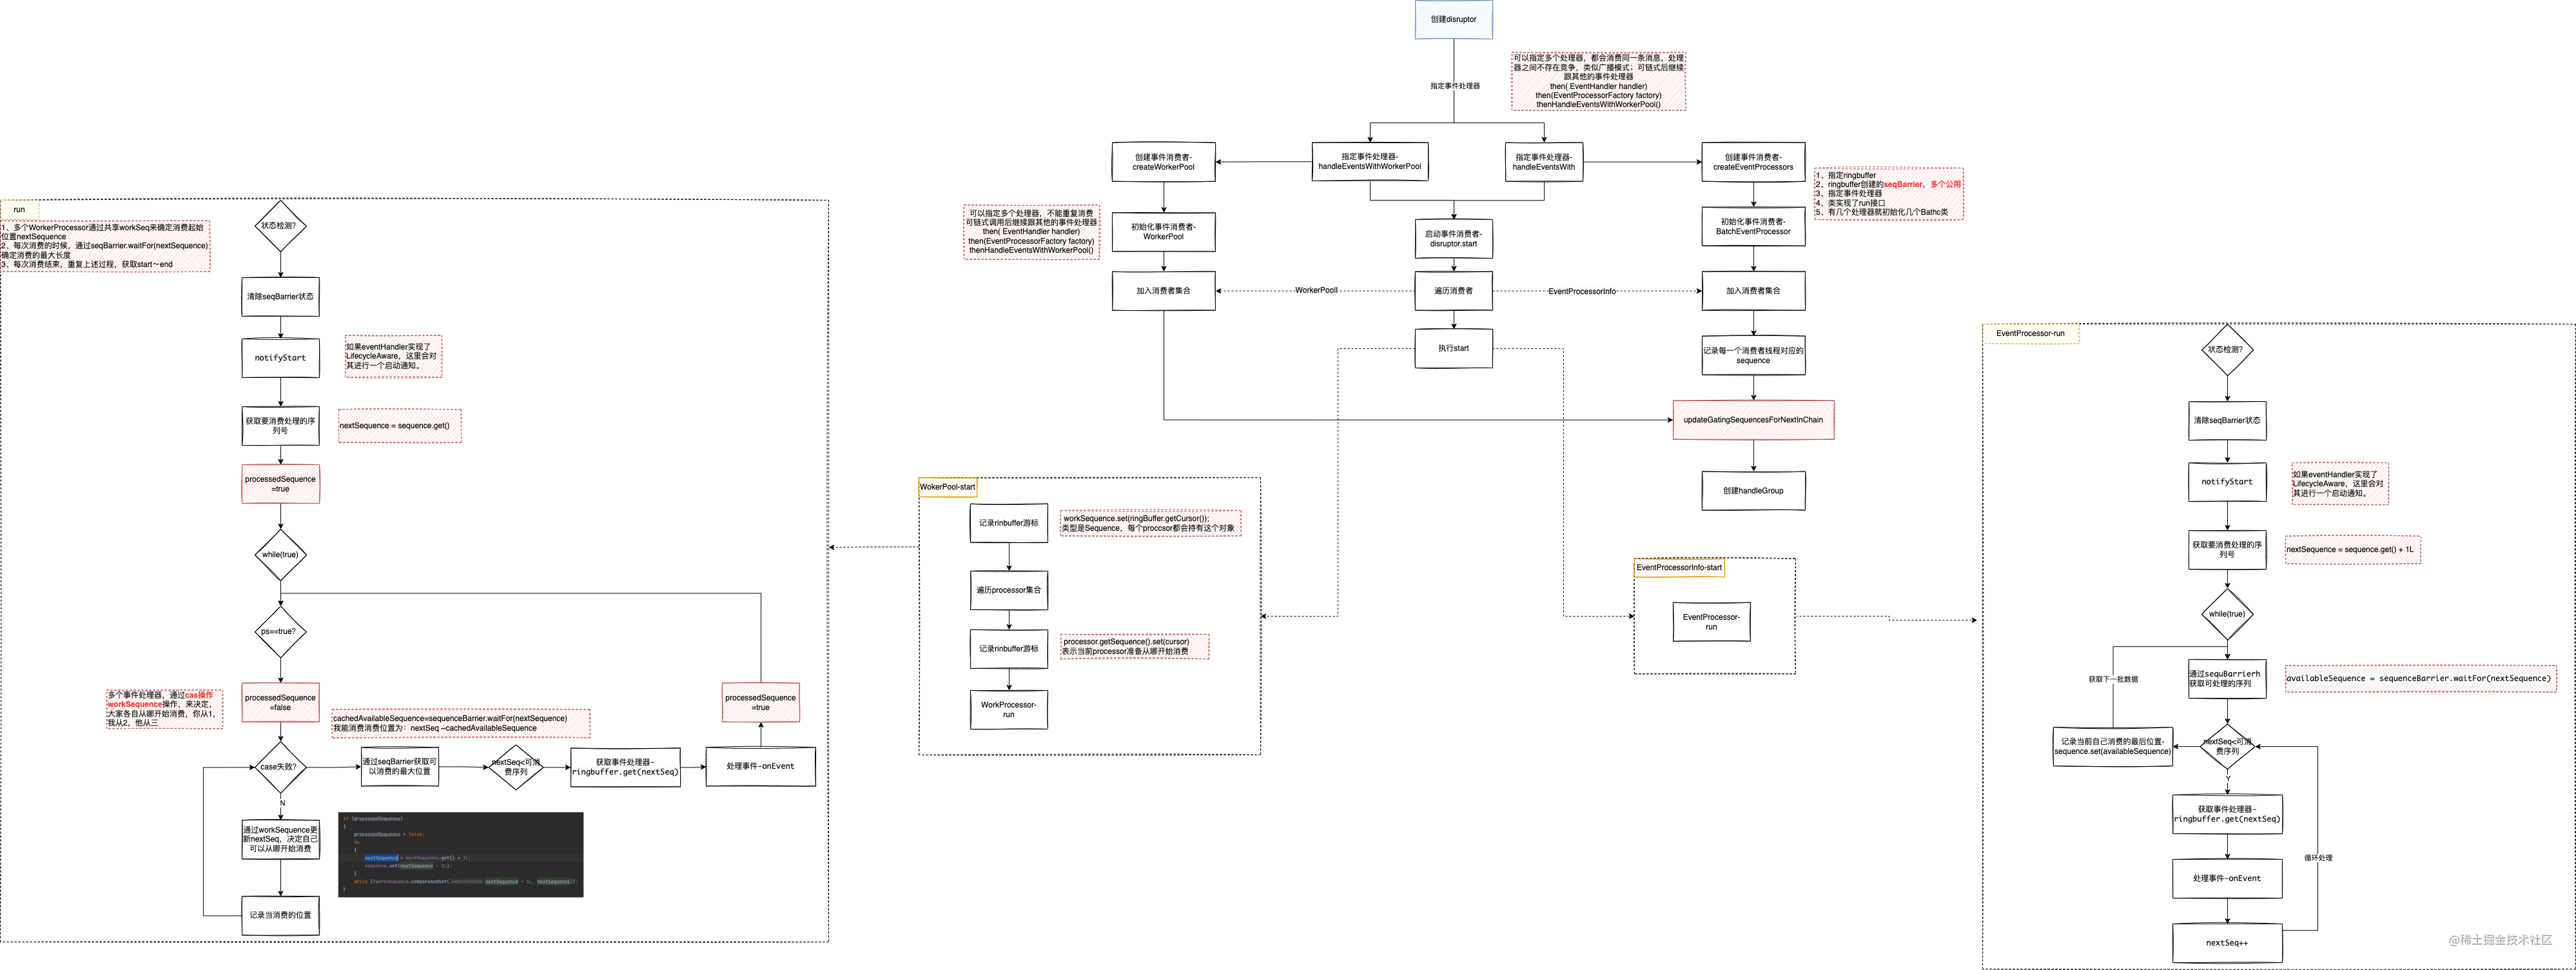 创建disruptor
可以指定多个处理器，都会消费同一条消息，处理
器之间不存在竞争，类似广播模式；可链式后继续
跟其他的事件处理器
then( EventHandler handler)
then(EventProcessorFactory factory)
thenHandleEventsWithWorkerPool()
指定事件处理器
创建事件消费者-
createWorkerPool
指定事件处理器-
handleEventsWithWorkerPool
指定事件处理器-
handleEventsWith
创建事件消费者-
createEventProcessors
1、指定ringbuffer
2、ringbuffer创建的seqBarrier，多个公用
3、指定事件处理器
4、类实现了run接口
5、有几个处理器就初始化几个Bathc类
可以指定多个处理器，不能重复消费
可链式调用后继续跟其他的事件处理器
then( EventHandler handler)
then(EventProcessorFactory factory)
thenHandleEventsWithWorkerPool()
初始化事件消费者-
WorkerPool
启动事件消费者-
disruptor.start
初始化事件消费者-
BatchEventProcessor
加入消费者集合
WorkerPooll
遍历消费者
EventProcessorInfo
加入消费者集合
执行start
记录每一个消费者线程对应的
sequence
updateGatingSequencesForNextInChain
创建handleGroup
run
1、多个WorkerProcessor通过共享workSeq来确定消费起始
位置nextSequence
2、每次消费的时候，通过seqBarrier.waitFor(nextSequence)
确定消费的最大长度
3、每次消费结束，重复上述过程，获取start～end
状态检测?
清除seqBarrier状态
notifyStart
如果eventHandler实现了
LifecycleAware，这里会对
其进行一个启动通知。
获取要消费处理的序
列号
nextSequence = sequence.get()
processedSequence
=true
while(true)
ps==true?
processedSequence
=false
多个事件处理器，通过cas操作
workSequence操作，来决定，
大家各自从哪开始消费，你从1，
我从2，他从三
cachedAvailableSequence=sequenceBarrier.waitFor(nextSequence)
我能消费消费位置为：nextSeq ~cachedAvailableSequence
processedSequence
=true
case失败?
通过seqBarrier获取可
以消费的最大位置
nextSeq<可消
费序列
获取事件处理器-
ringbuffer.get(nextSeq)
处理事件-onEvent
N
通过workSequence更
新nextSeq，决定自己
可以从哪开始消费
记录当消费的位置
if (processedSequence)
{
processedSequence = false;
do
{
nextSequence = workSequence.get() + 1L;
sequence.set(nextSequence - 1L);
}
while (!workSequence.compareAndSet( nextSequence - 1L, nextSequence));
}
WokerPool-start
记录rinbuffer游标
workSequence.set(ringBuffer.getCursor());
类型是Sequence，每个proccsor都会持有这个对象
遍历processor集合
记录rinbuffer游标
processor.getSequence().set(cursor)
表示当前processor准备从哪开始消费
WorkProcessor-
run
EventProcessorInfo-start
EventProcessor-
run
EventProcessor-run
状态检测?
清除seqBarrier状态
notifyStart
如果eventHandler实现了
LifecycleAware，这里会对
其进行一个启动通知。
获取要消费处理的序
列号
nextSequence = sequence.get() + 1L
while(true)
获取下一批数据
通过sequBarrierh
获取可处理的序列
availableSequence = sequenceBarrier.waitFor(nextSequence)
记录当前自己消费的最后位置-
sequence.set(availableSequence)
nextSeq<可消
费序列
Y
获取事件处理器-
ringbuffer.get(nextSeq)
循环处理
处理事件-onEvent
nextSeq++
@稀土掘金技术社区